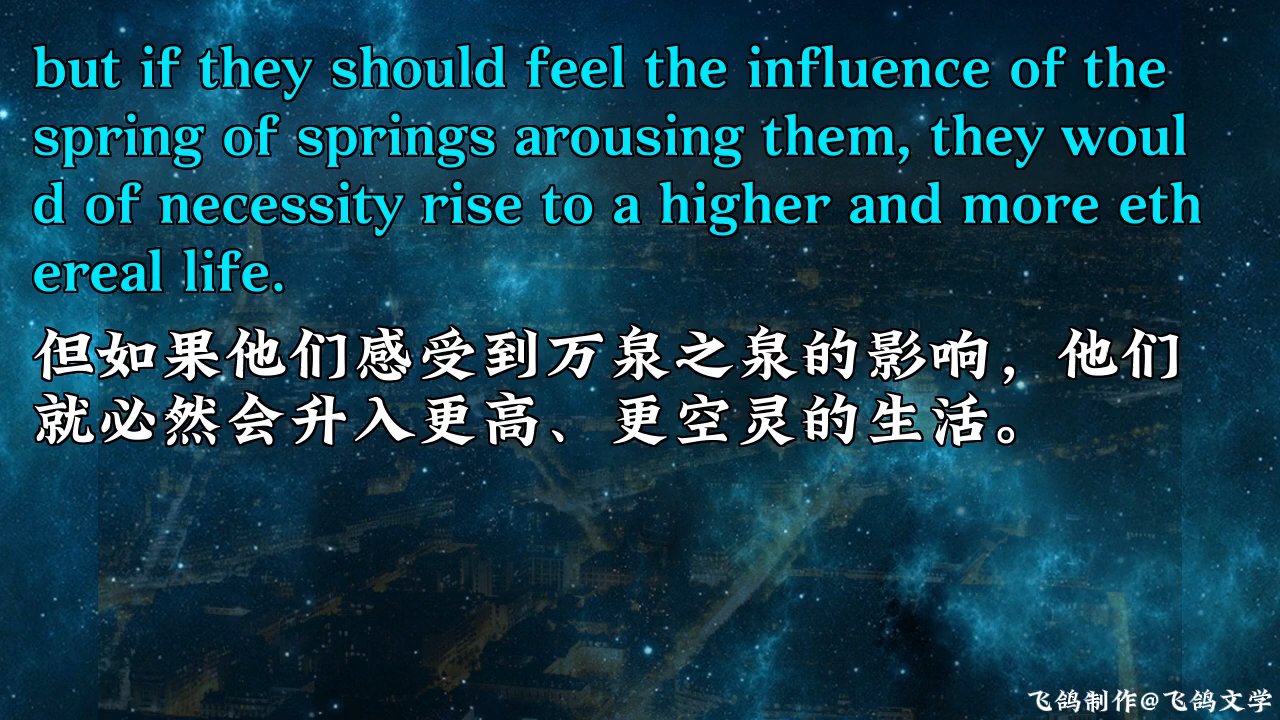 but if they should feel the influence of the
spring of springs arousing them, they woul
d of necessity rise to a higher and more eth
ereal life.
但如果他们感受到万泉之泉的影响，他们
就必然会升入更高、更空灵的生活。
飞鸽制作@飞鸽文学